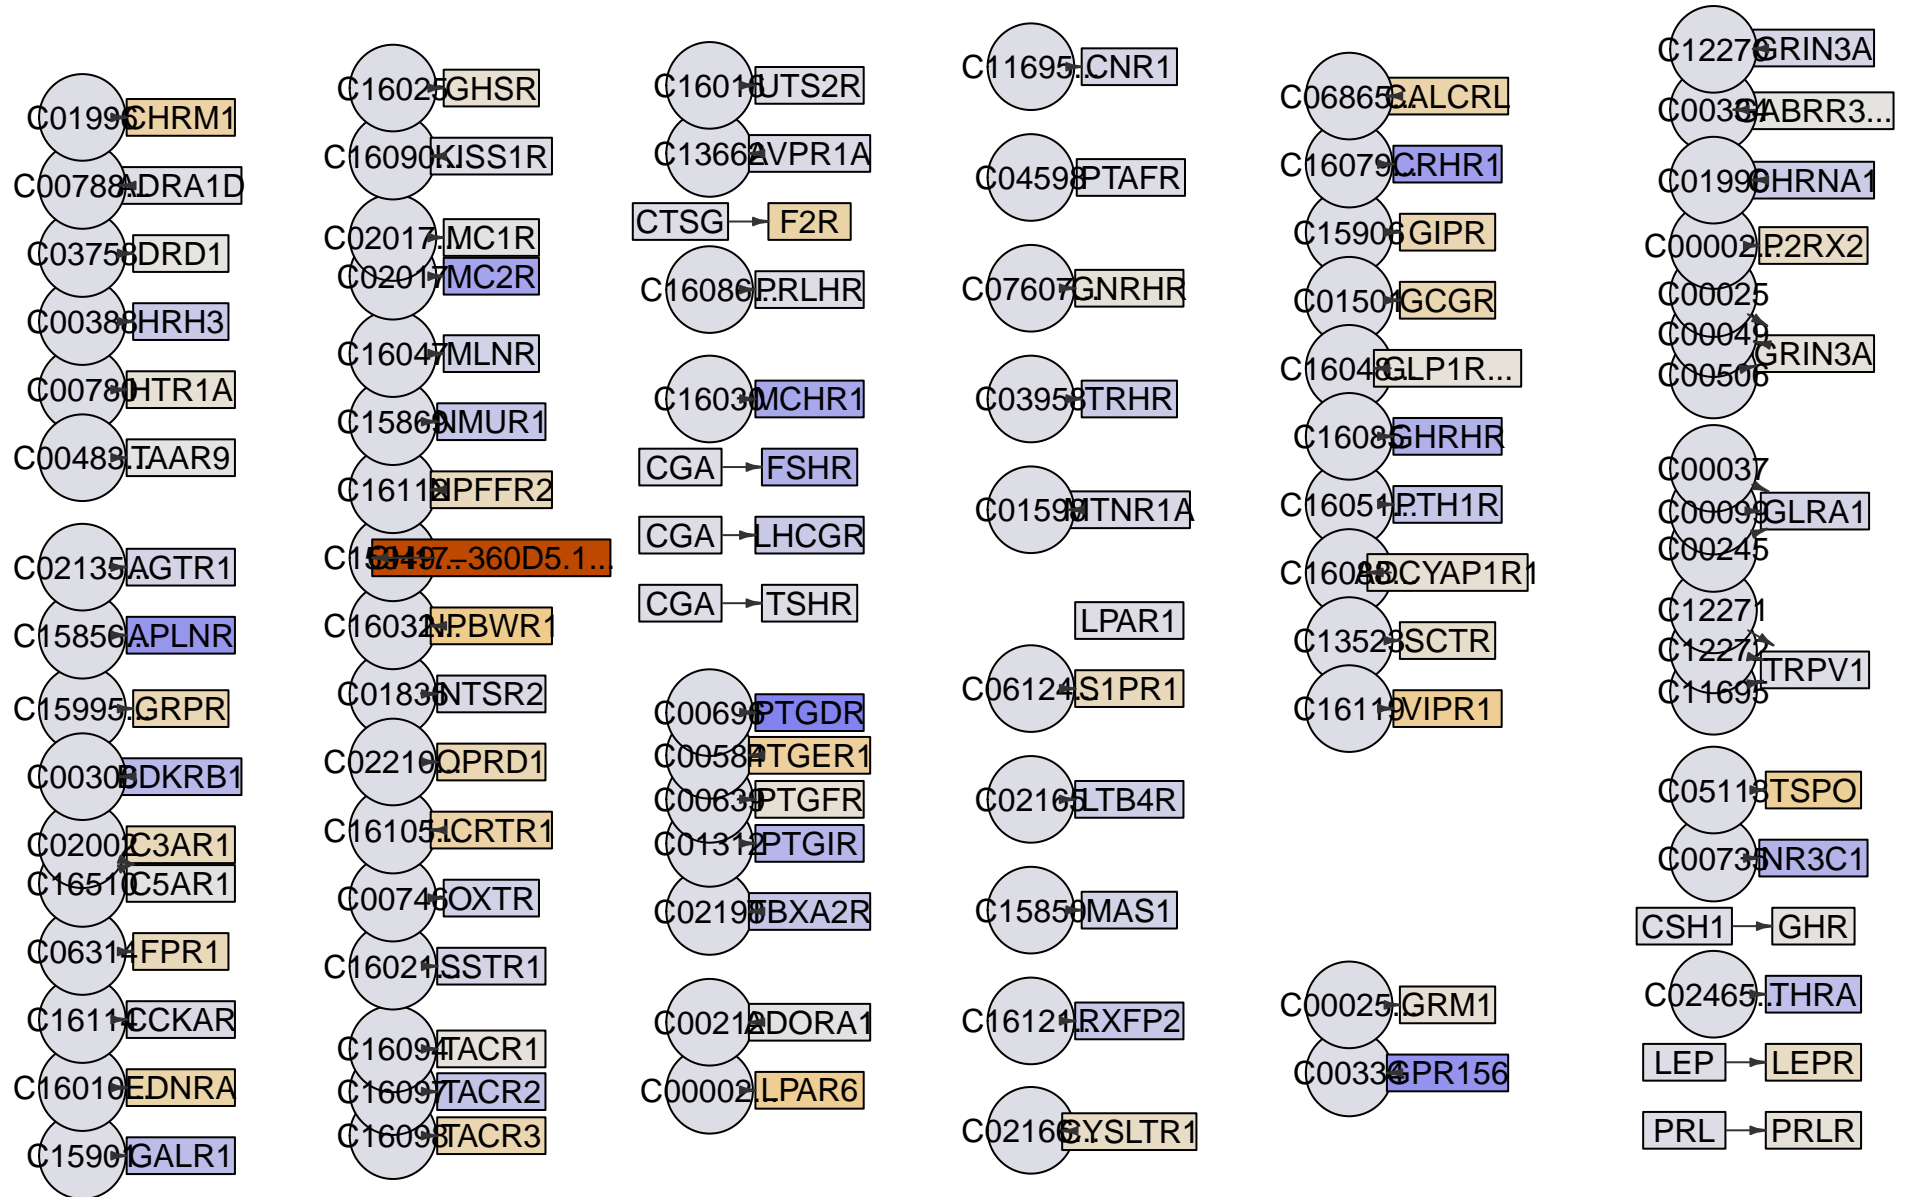 C01996 CHRM1
C00788... ADRA1D
C03758 DRD1
C00388 HRH3
C00780 HTR1A
C00483... TAAR9
C02135... AGTR1
C15856... APLNR
C15995... GRPR
C00306 BDKRB1
C02002 C3AR1
C16510 C5AR1
C06314 FPR1
C16114 CCKAR
C16010... EDNRA
C15901 GALR1
C16025 GHSR
C16090... KISS1R
C02017... MC1R
C02017 MC2R
C16047 MLNR
C15869 NMUR1
C16118 NPFFR2
360D5.1...
C16032... NPBWR1
C01836 NTSR2
C02210... OPRD1
C16105... HCRTR1
C00746 OXTR
C16021... SSTR1
C16094 TACR1
C16097 TACR2
C16098 TACR3
C16016 UTS2R
C13662 AVPR1A
CTSG F2R
C16086... PRLHR
C16030 MCHR1
CGA FSHR
CGA LHCGR
CGA TSHR
C00696 PTGDR
C00584 PTGER1
C00639 PTGFR
C01312 PTGIR
C02198 TBXA2R
C00212 ADORA1
C00002... LPAR6
C11695... CNR1
C04598 PTAFR
C07607... GNRHR
C03958 TRHR
C01598 MTNR1A
LPAR1
C06124... S1PR1
C02165 LTB4R
C15850 MAS1
C16121... RXFP2
C02166... CYSLTR1
C06865... CALCRL
C16079... CRHR1
C15906 GIPR
C01501 GCGR
C16048... GLP1R...
C16085 GHRHR
C16051... PTH1R
C16088... ADCYAP1R1
C13523 SCTR
C16119 VIPR1
C00025... GRM1
C00334 GPR156
C12270 GRIN3A
C00334 GABRR3...
C01996 CHRNA1
C00002... P2RX2
C00025
C00049
GRIN3A
C00506
C00037
C00099 GLRA1
C00245
C12271
C12272
TRPV1
C11695
C05113 TSPO
C00735 NR3C1
CSH1 GHR
C02465... THRA
LEP LEPR
PRL PRLR